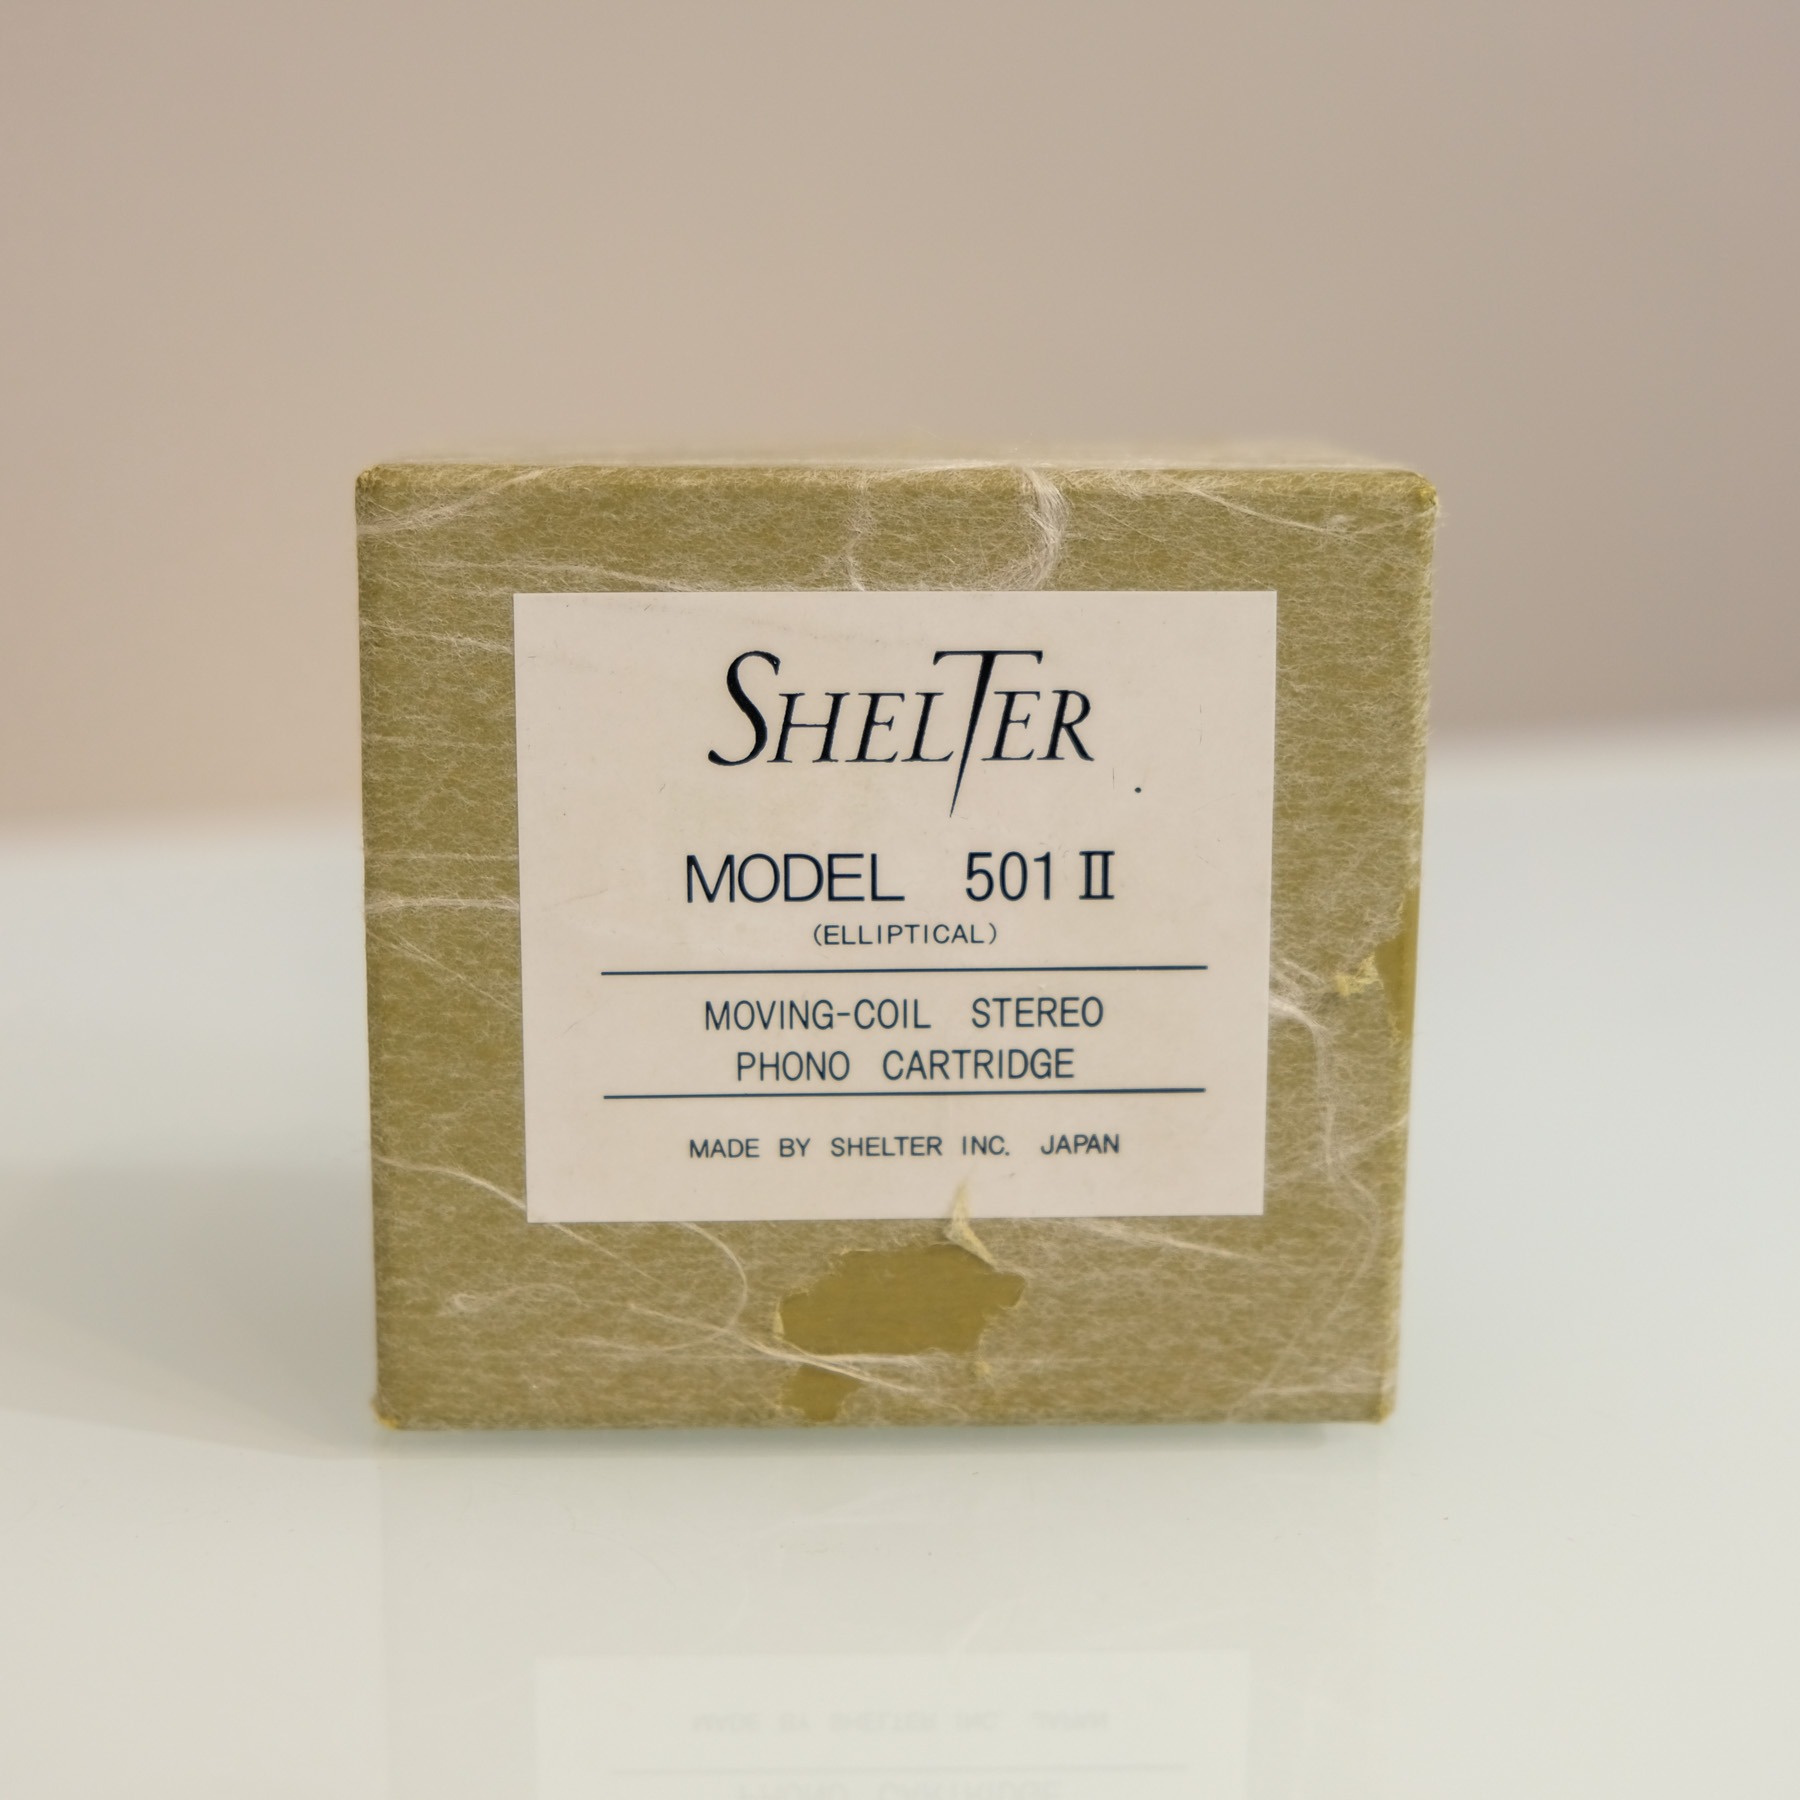 SHELTER
MODEL 501 II
(ELLIPTICAL)
MOVING-COIL STEREO
PHONO CARTRIDGE
MADE BY SHELTER INC. JAPAN